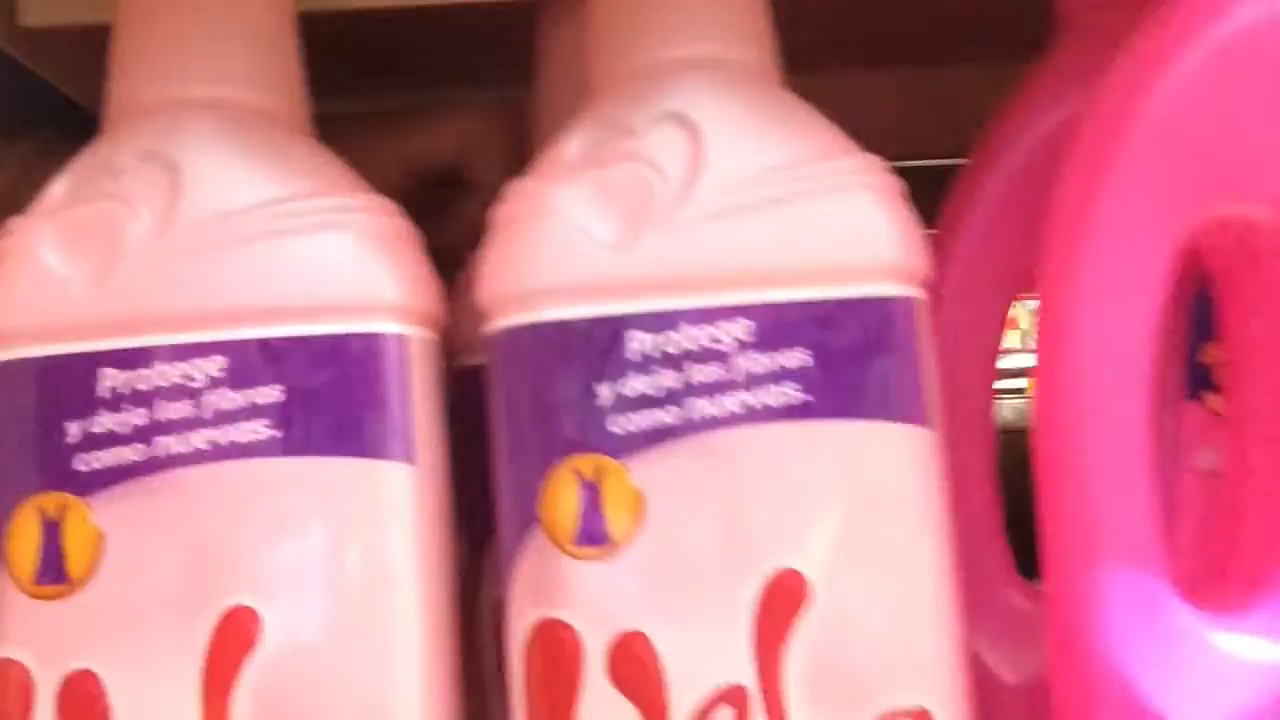 Protege
y deja las fibras
como nuevas.
Protege
y deja las fibras
como nuevas.